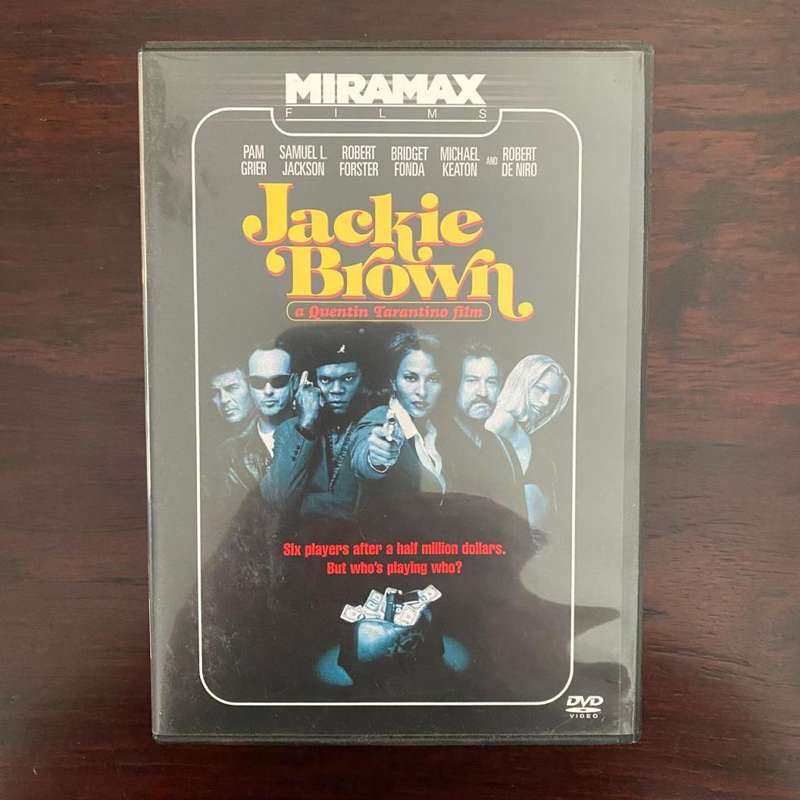 MIRAMAX
FILMS
PAM GRIER SAMUEL L. JACKSON ROBERT FORSTER BRIDGET FONDA MICHAEL KEATON AND ROBERT DE NIRO
Jackie
Brown
a Quentin Tarantino film
Six players after a half million dollars.
But who's playing who?
DVD
VIDEO